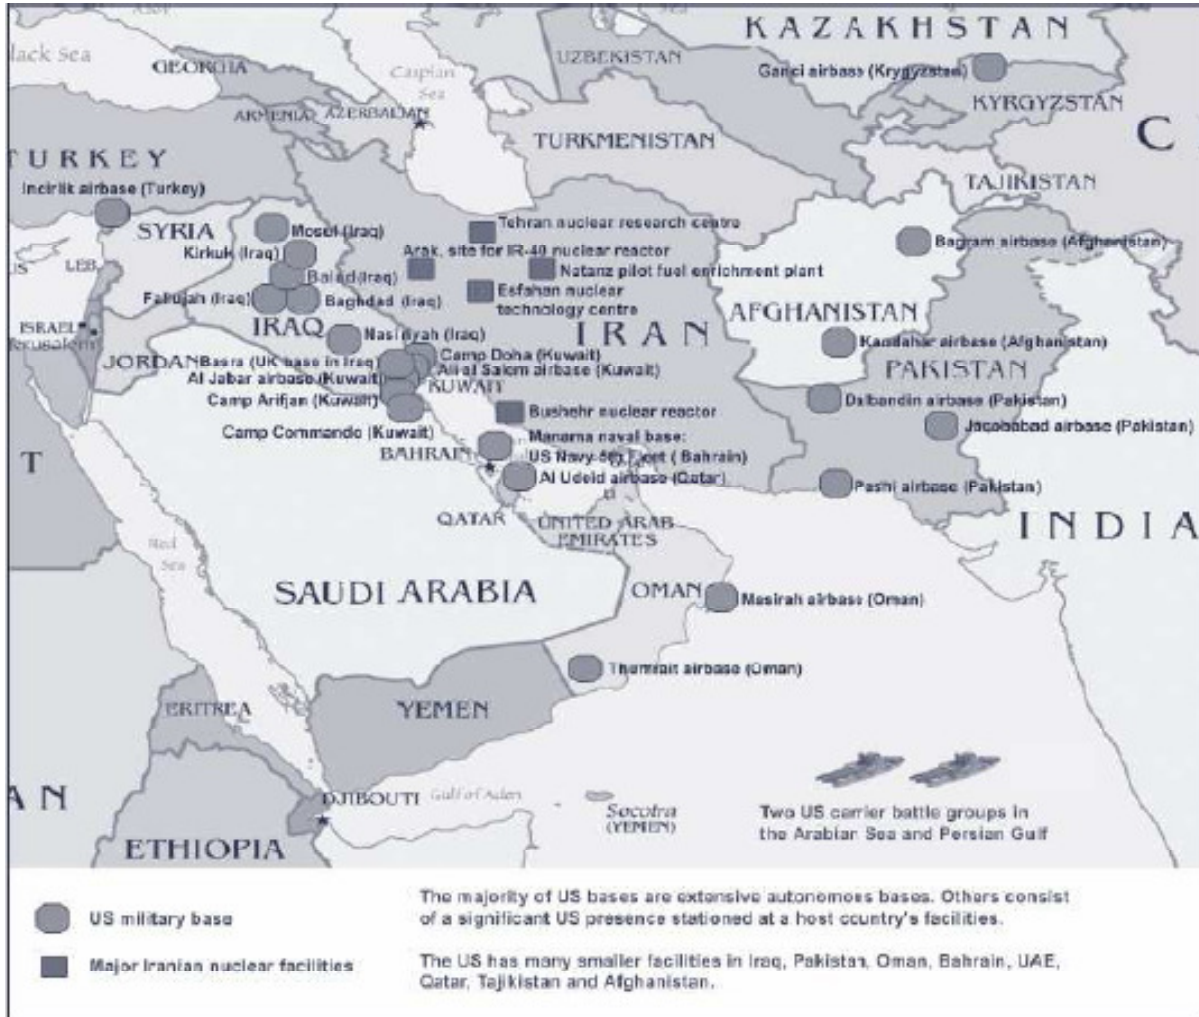 Black Sea
GEORGIA
Caspian
Sea
UZBEKISTAN
KAZAKHSTAN
Ganci airbase (Krygyzstan)
KYRGYZSTAN
ARMENIA
AZERBAIJAN
TURKMENISTAN
C
TURKEY
TAJIKISTAN
Incirlik airbase (Turkey)
SYRIA
Mosul (Iraq)
Tehran nuclear research centre
Kirkuk (Iraq)
Arak, site for IR-40 nuclear reactor
Bagram airbase (Afghanistan)
LEB.
Balad (Iraq)
Natanz pilot fuel enrichment plant
Fallujah (Iraq)
Baghdad (Iraq)
Esfahan nuclear
technology centre
AFGHANISTAN
ISRAEL
Jerusalem
IRAQ
Nasiriyah (Iraq)
IRAN
Kandahar airbase (Afghanistan)
JORDAN
Basra (UK base in Iraq)
Camp Doha (Kuwait)
Ali al Salem airbase (Kuwait)
PAKISTAN
Al Jabar airbase (Kuwait)
KUWAIT
Camp Arifjan (Kuwait)
Bushehr nuclear reactor
Dalbandin airbase (Pakistan)
Camp Commando (Kuwait)
Jacobabad airbase (Pakistan)
T
BAHRAIN
Manama naval base:
US Navy 5th Fleet ( Bahrain)
Al Udeid airbase (Qatar)
Pashi airbase (Pakistan)
QATAR
UNITED ARAB
EMIRATES
INDIA
Red
Sea
SAUDI ARABIA
OMAN
Masirah airbase (Oman)
Thumrait airbase (Oman)
ERITREA
YEMEN
AN
DJIBOUTI
Gulf of Aden
Socotra
(YEMEN)
Two US carrier battle groups in
the Arabian Sea and Persian Gulf
ETHIOPIA
US military base
The majority of US bases are extensive autonomous bases. Others consist
of a significant US presence stationed at a host country's facilities.
Major Iranian nuclear facilities
The US has many smaller facilities in Iraq, Pakistan, Oman, Bahrain, UAE,
Qatar, Tajikistan and Afghanistan.